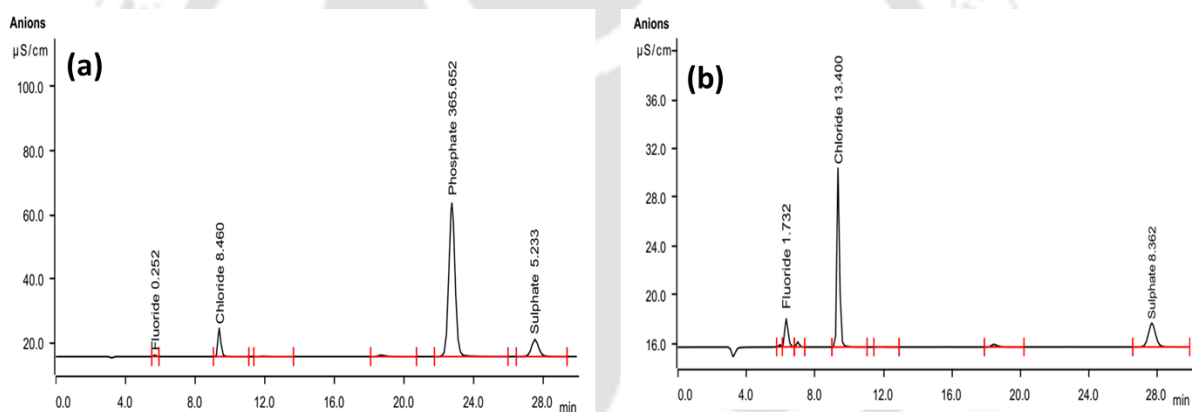 Anions
µS/cm
(a)
100.0
80.0
60.0
40.0
20.0
Fluoride 0.252
Chloride 8.460
Phosphate 365.652
Sulphate 5.233
0.0 4.0 8.0 12.0 16.0 20.0 24.0 28.0 min
Anions
µS/cm
(b)
36.0
32.0
28.0
24.0
20.0
16.0
Fluoride 1.732
Chloride 13.400
Sulphate 8.362
0.0 4.0 8.0 12.0 16.0 20.0 24.0 28.0 min